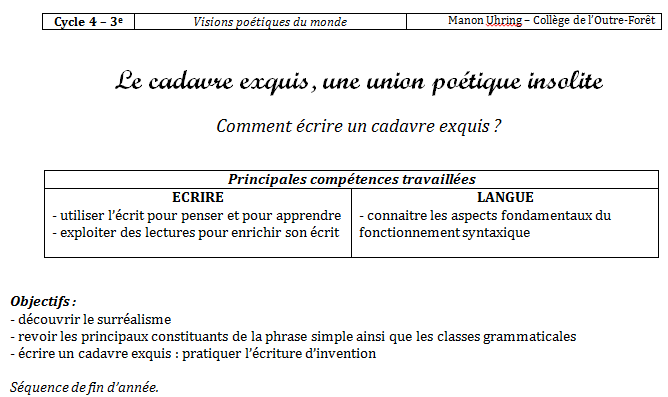 Cycle 4 – 3e Visions poétiques du monde Manon Uhring – Collège de l'Outre-Forêt
Le cadavre exquis, une union poétique insolite
Comment écrire un cadavre exquis ?
Principales compétences travaillées
ECRIRE LANGUE
- utiliser l'écrit pour penser et pour apprendre - connaitre les aspects fondamentaux du
- exploiter des lectures pour enrichir son écrit fonctionnement syntaxique
Objectifs :
- découvrir le surréalisme
- revoir les principaux constituants de la phrase simple ainsi que les classes grammaticales
- écrire un cadavre exquis : pratiquer l'écriture d'invention
Séquence de fin d'année.